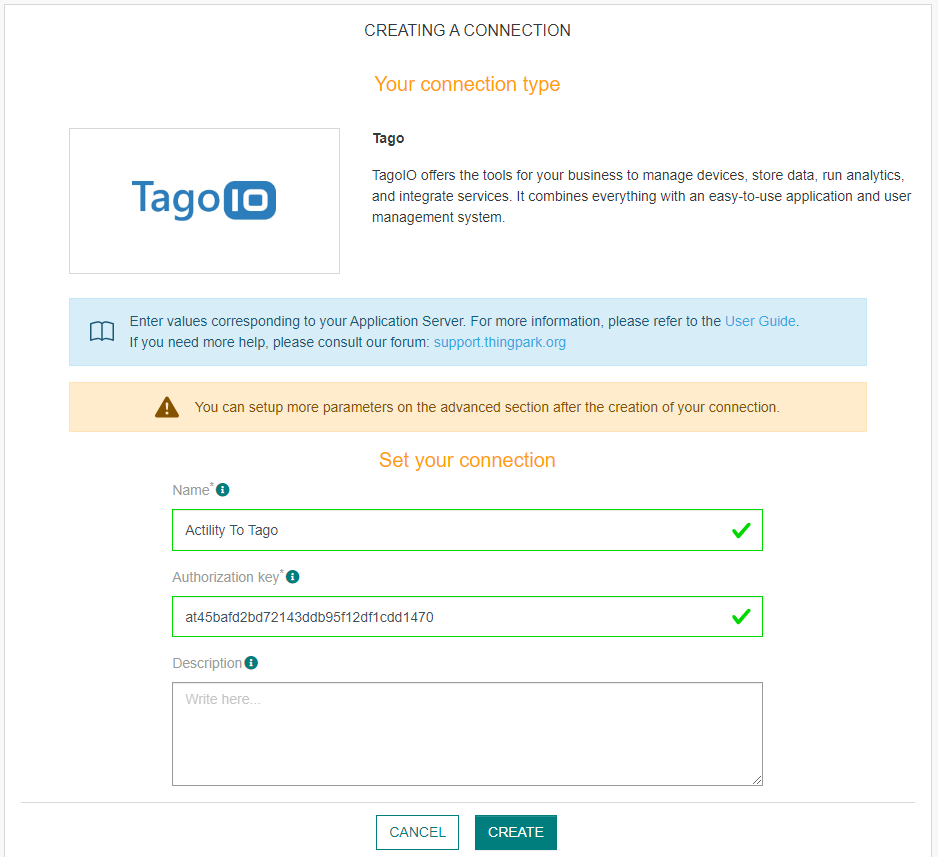 CREATING A CONNECTION
Your connection type
Tago IO
Tago
TagoIO offers the tools for your business to manage devices, store data, run analytics,
and integrate services. It combines everything with an easy-to-use application and user
management system.
Enter values corresponding to your Application Server. For more information, please refer to the User Guide.
If you need more help, please consult our forum: support.thingpark.org
You can setup more parameters on the advanced section after the creation of your connection.
Set your connection
Name*
Actility To Tago
Authorization key*
at45bafd2bd72143ddb95f12df1cdd1470
Description
Write here...
CANCEL CREATE